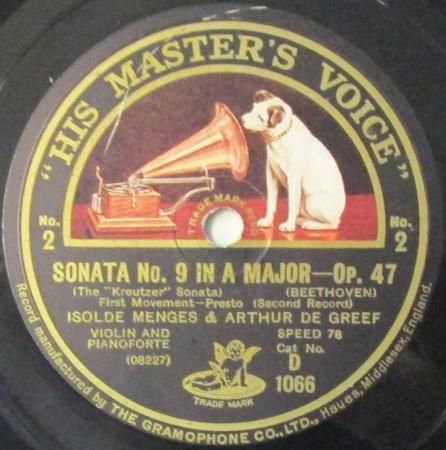 "HIS MASTER'S VOICE"
TRADE MARK REGD
No. 2
No. 2
SONATA No. 9 IN A MAJOR—Op. 47
(The "Kreutzer" Sonata) (BEETHOVEN)
First Movement—Presto (Second Record)
ISOLDE MENGES & ARTHUR DE GREEF
VIOLIN AND PIANOFORTE
SPEED 78
Cat No.
(08227)
D
1066
TRADE MARK
Record manufactured by THE GRAMOPHONE CO., LTD., Hayes, Middlesex, England.